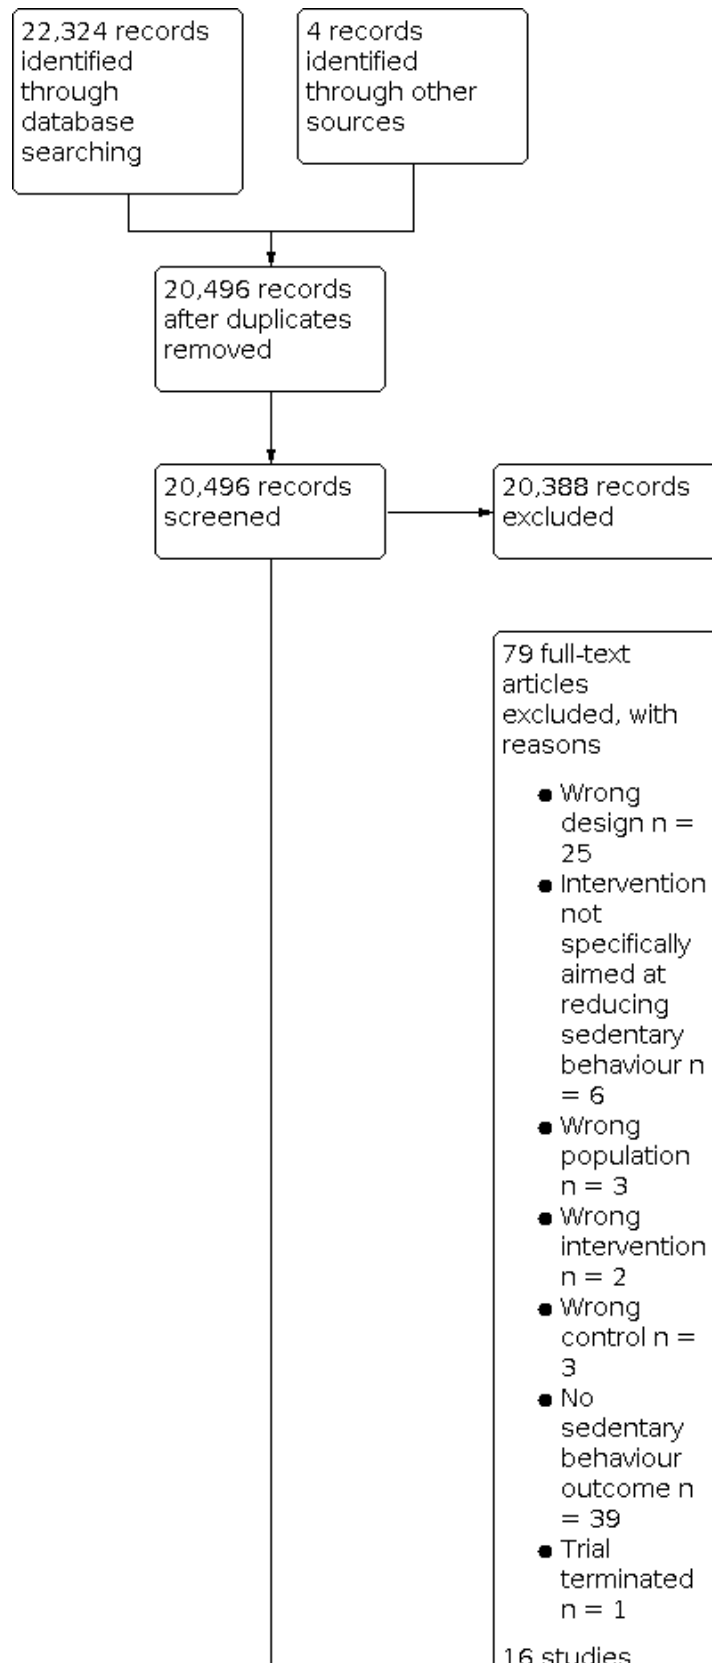 22,324 records
identified
through
database
searching
4 records
identified
through other
sources
20,496 records
after duplicates
removed
20,496 records
screened
20,388 records
excluded
79 full-text
articles
excluded, with
reasons
● Wrong
design n =
25
● Intervention
not
specifically
aimed at
reducing
sedentary
behaviour n
= 6
● Wrong
population
n = 3
● Wrong
intervention
n = 2
● Wrong
control n =
3
● No
sedentary
behaviour
outcome n
= 39
● Trial
terminated
n = 1
16 studies